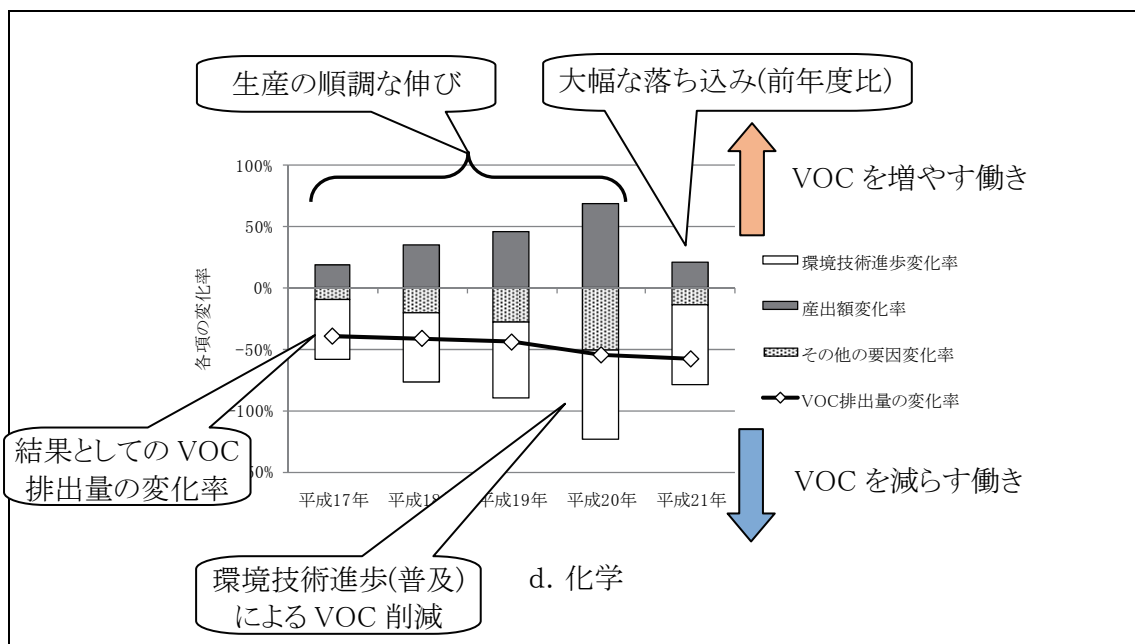 生産の順調な伸び
大幅な落ち込み(前年度比)
100%
50%
0%
-50%
-100%
50%
各項の変化率
平成17年
平成18
平成19年
平成20年
平成21年
VOC を増やす働き
環境技術進歩変化率
産出額変化率
その他の要因変化率
VOC排出量の変化率
VOC を減らす働き
結果としての VOC
排出量の変化率
環境技術進歩(普及)
による VOC 削減
d. 化学